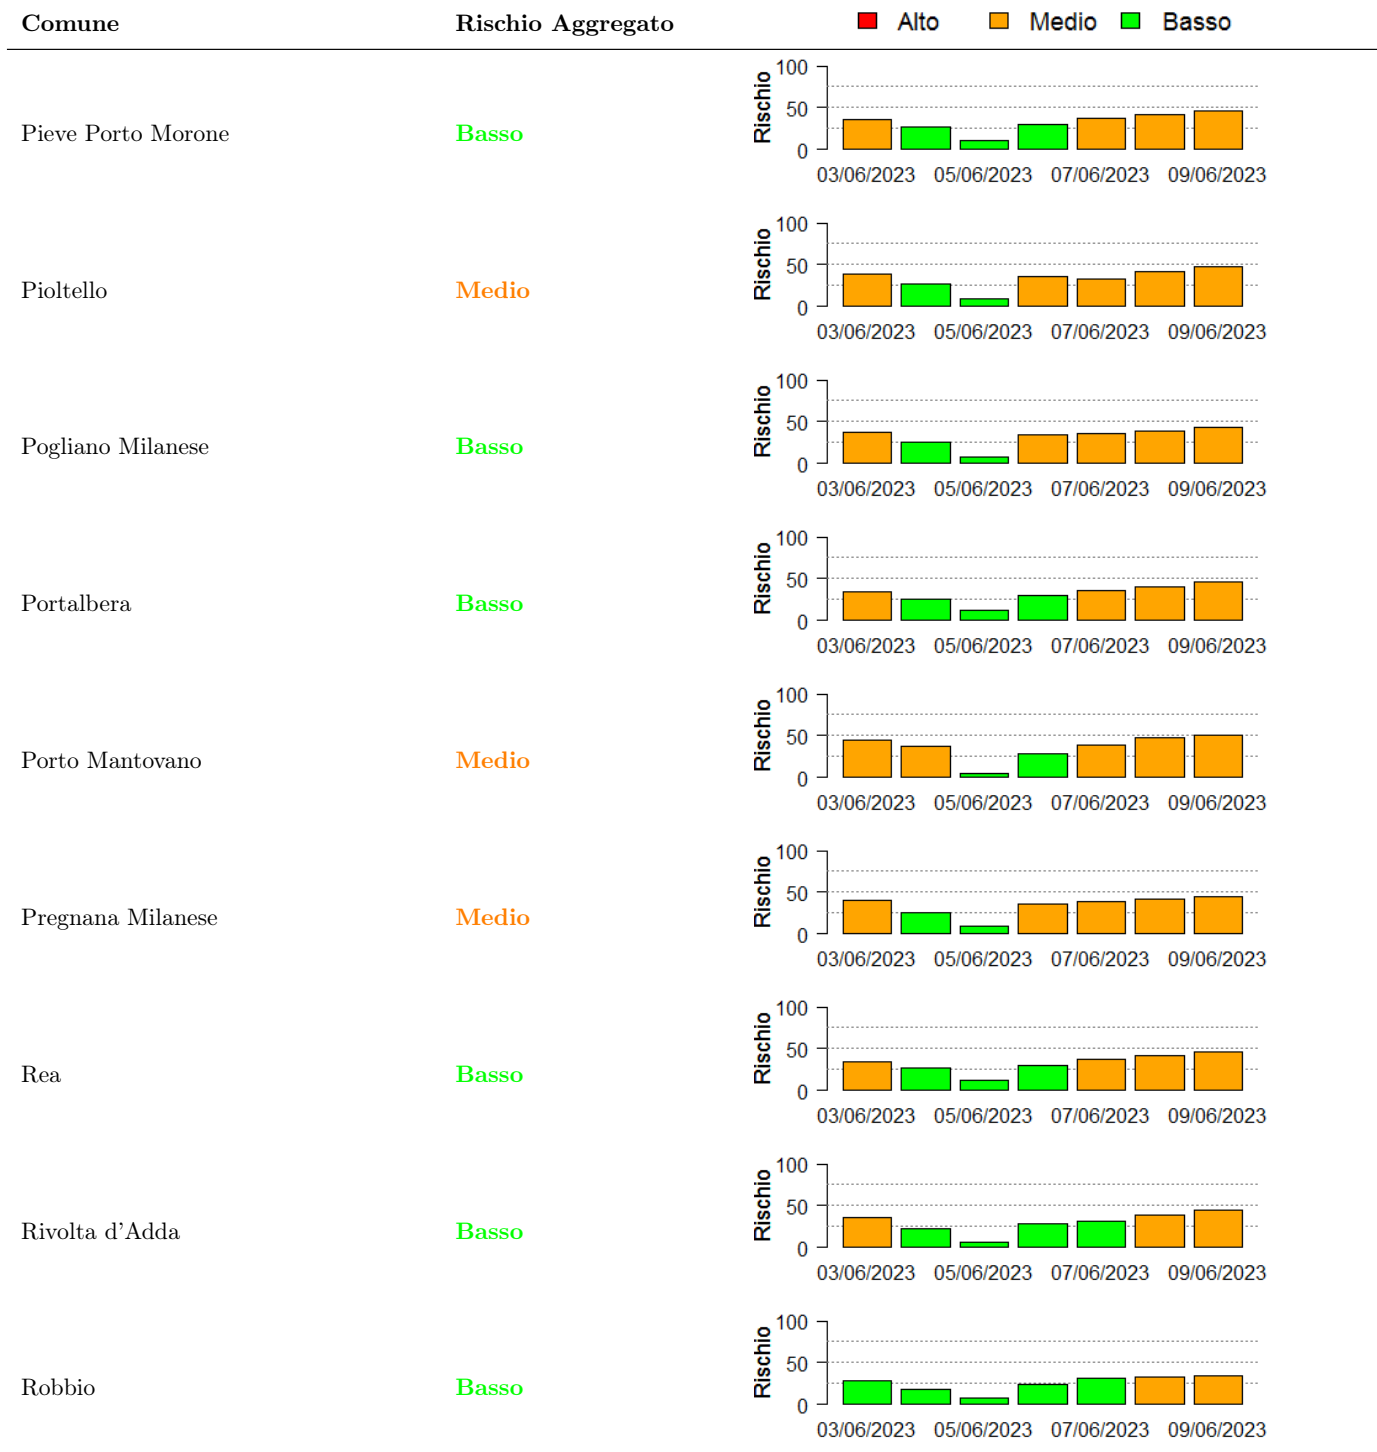 Comune Rischio Aggregato Alto Medio Basso
Pieve Porto Morone Basso Rischio 100 50 0
03/06/2023 05/06/2023 07/06/2023 09/06/2023
Pioltello Medio Rischio 100 50 0
03/06/2023 05/06/2023 07/06/2023 09/06/2023
Pogliano Milanese Basso Rischio 100 50 0
03/06/2023 05/06/2023 07/06/2023 09/06/2023
Portalbera Basso Rischio 100 50 0
03/06/2023 05/06/2023 07/06/2023 09/06/2023
Porto Mantovano Medio Rischio 100 50 0
03/06/2023 05/06/2023 07/06/2023 09/06/2023
Pregnana Milanese Medio Rischio 100 50 0
03/06/2023 05/06/2023 07/06/2023 09/06/2023
Rea Basso Rischio 100 50 0
03/06/2023 05/06/2023 07/06/2023 09/06/2023
Rivolta d'Adda Basso Rischio 100 50 0
03/06/2023 05/06/2023 07/06/2023 09/06/2023
Robbio Basso Rischio 100 50 0
03/06/2023 05/06/2023 07/06/2023 09/06/2023